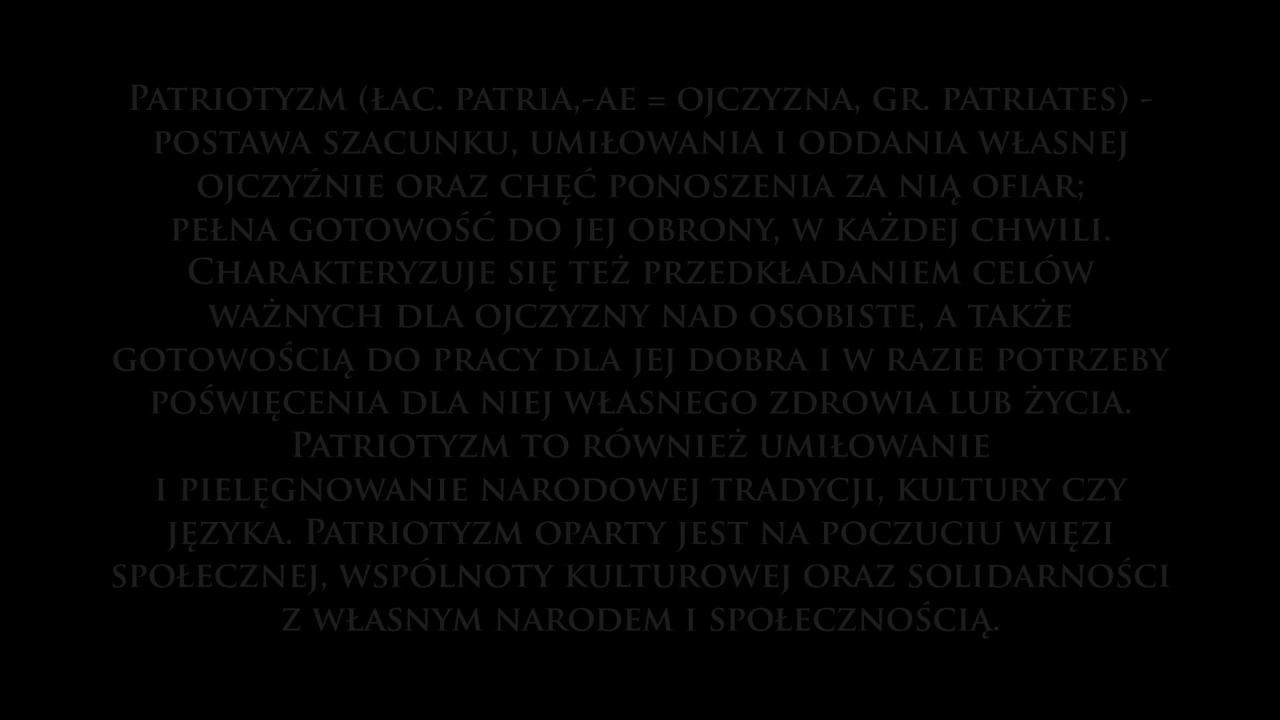 Patriotyzm (łac. patria,-ae = ojczyzna, gr. patriates) -
postawa szacunku, umiłowania i oddania własnej
ojczyźnie oraz chęć ponoszenia za nią ofiar;
pełna gotowość do jej obrony, w każdej chwili.
Charakteryzuje się też przedkładaniem celów
ważnych dla ojczyzny nad osobiste, a także
gotowością do pracy dla jej dobra i w razie potrzeby
poświęcenia dla niej własnego zdrowia lub życia.
Patriotyzm to również umiłowanie
i pielęgnowanie narodowej tradycji, kultury czy
języka. Patriotyzm oparty jest na poczuciu więzi
społecznej, wspólnoty kulturowej oraz solidarności
z własnym narodem i społecznością.